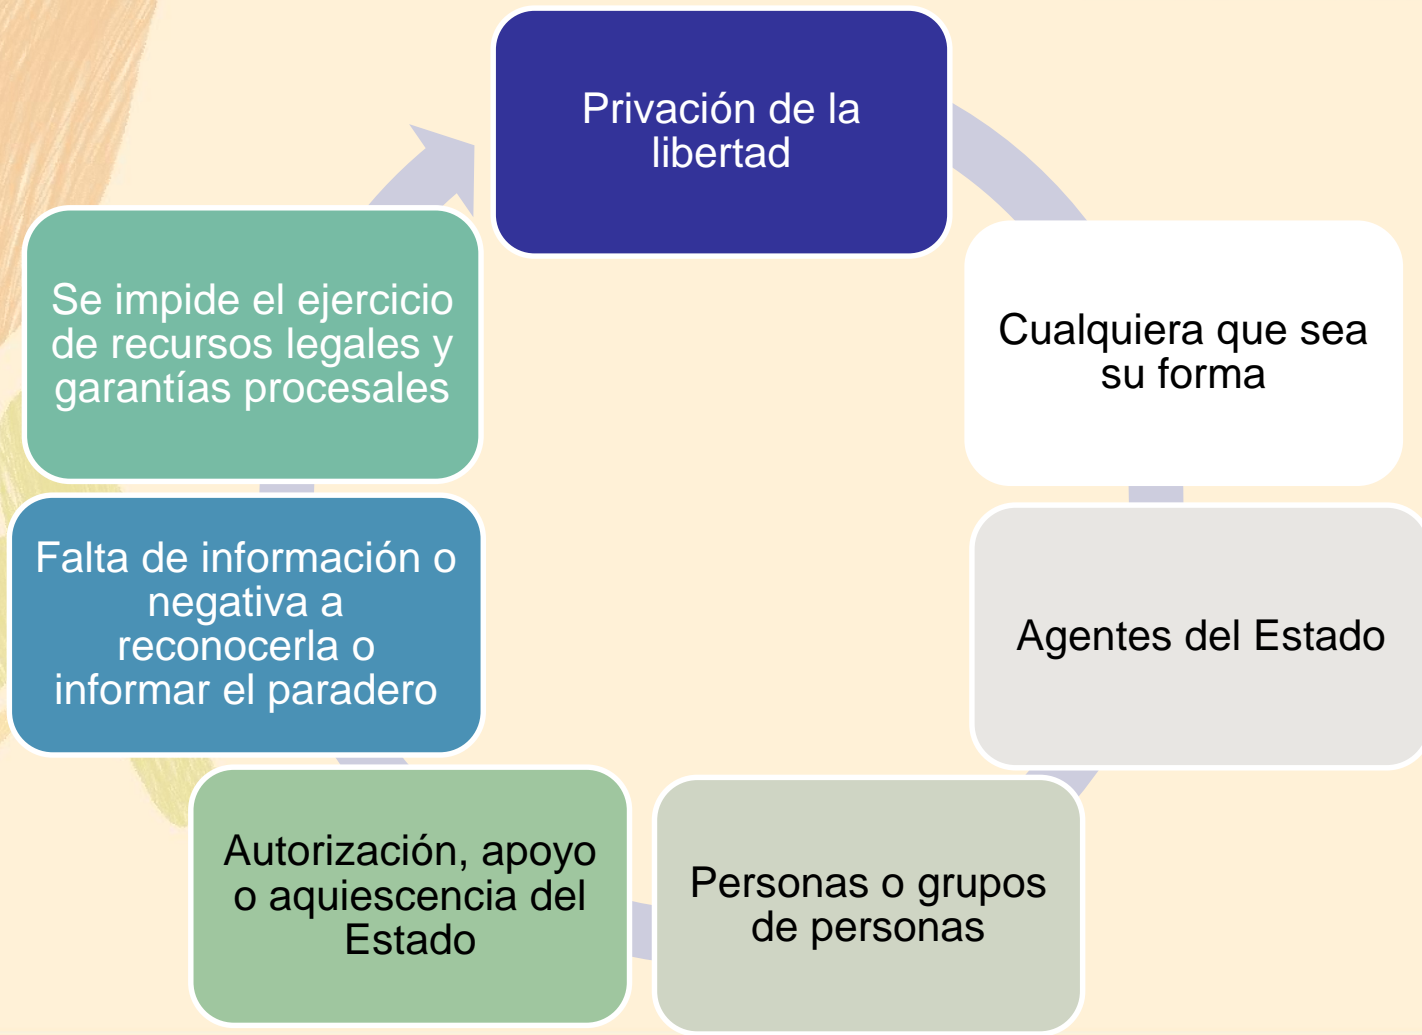 Privación de la
libertad
Cualquiera que sea
su forma
Agentes del Estado
Personas o grupos
de personas
Autorización, apoyo
o aquiescencia del
Estado
Falta de información o
negativa a
reconocerla o
informar el paradero
Se impide el ejercicio
de recursos legales y
garantías procesales